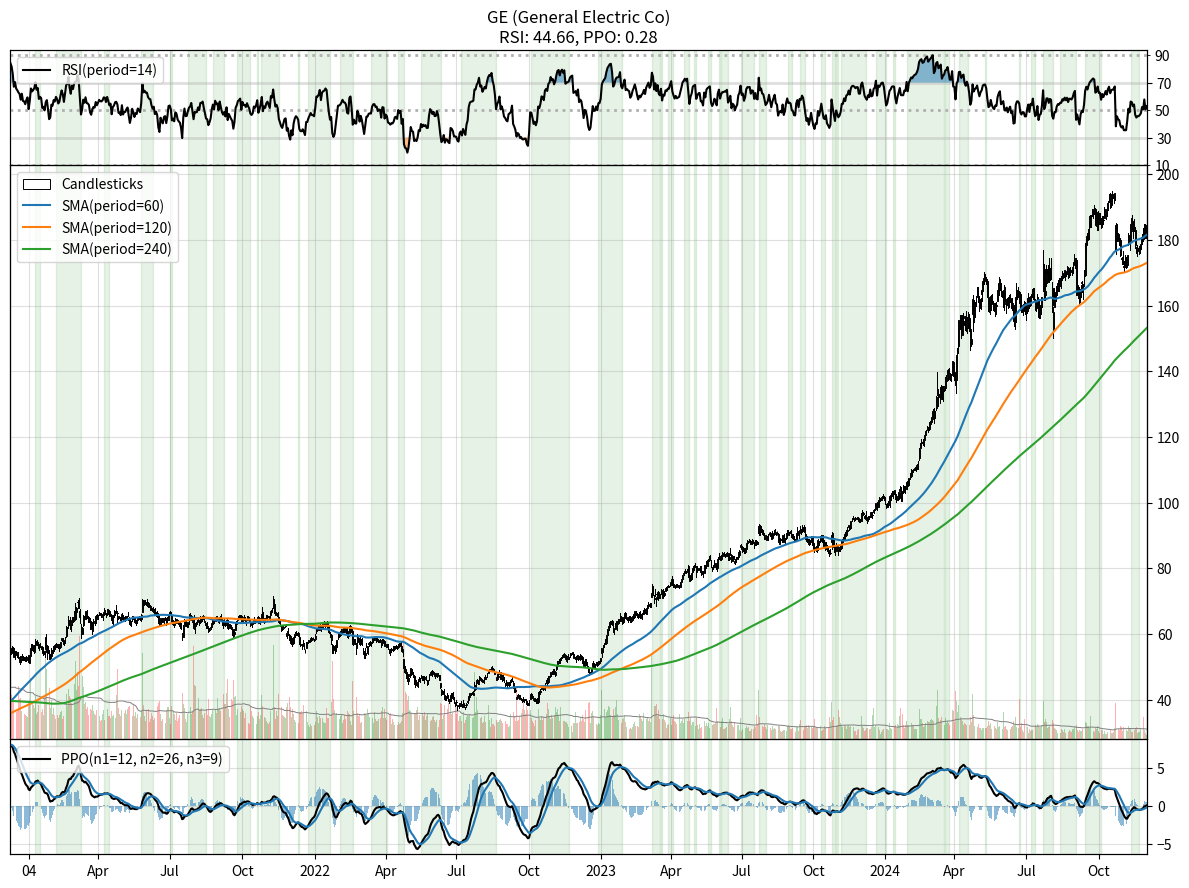 GE (General Electric Co)
RSI: 44.66, PPO: 0.28
RSI(period=14)
90
70
50
30
10
Candlesticks
SMA(period=60)
SMA(period=120)
SMA(period=240)
200
180
160
140
120
100
80
60
40
PPO(n1=12, n2=26, n3=9)
5
0
−5
04 Apr Jul Oct 2022 Apr Jul Oct 2023 Apr Jul Oct 2024 Apr Jul Oct